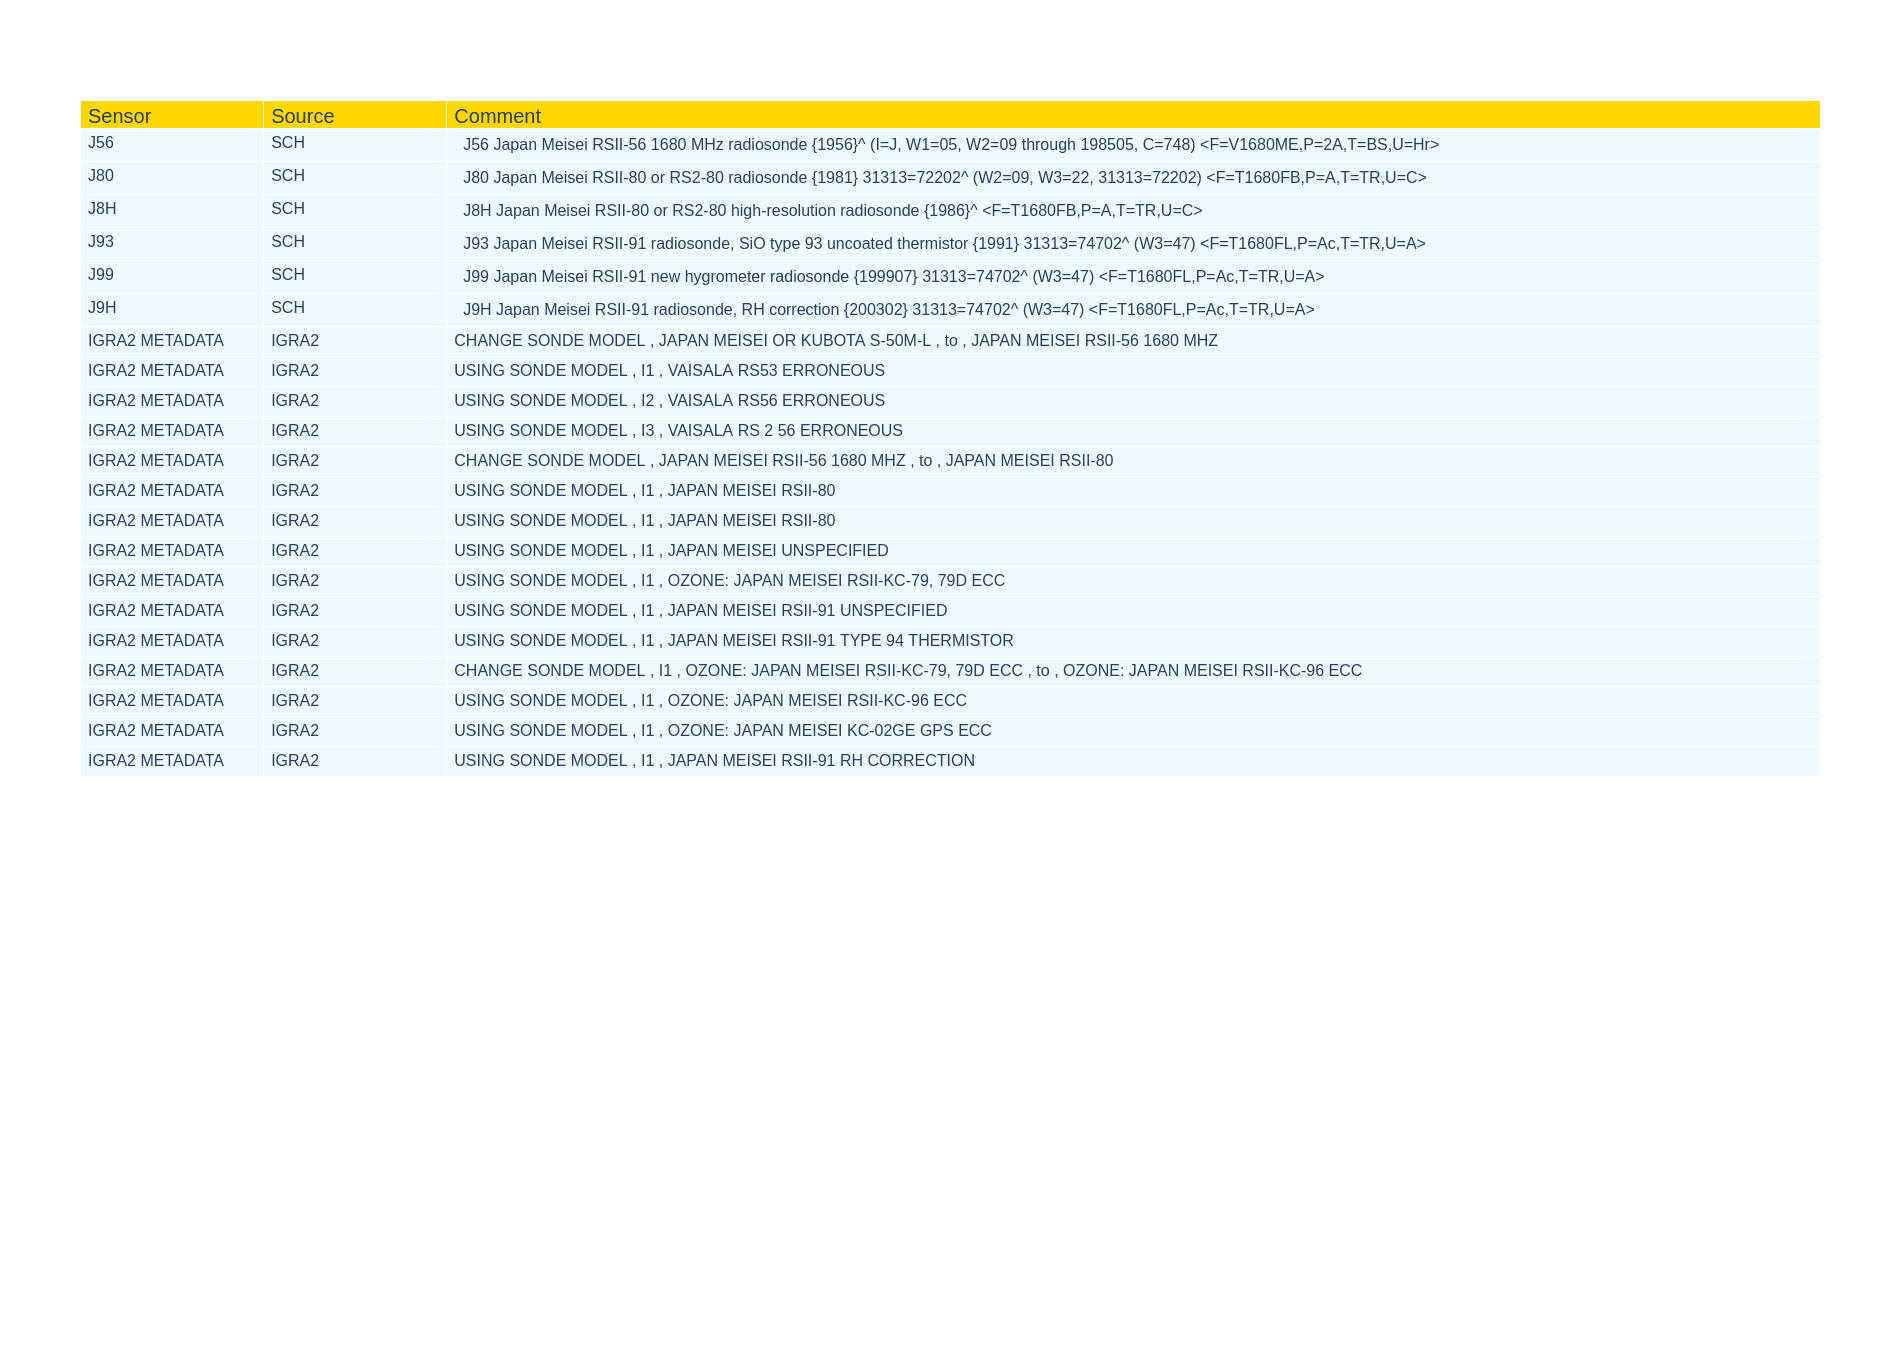 Sensor Source Comment
J56 SCH J56 Japan Meisei RSII-56 1680 MHz radiosonde {1956}^ (I=J, W1=05, W2=09 through 198505, C=748) <F=V1680ME,P=2A,T=BS,U=Hr>
J80 SCH J80 Japan Meisei RSII-80 or RS2-80 radiosonde {1981} 31313=72202^ (W2=09, W3=22, 31313=72202) <F=T1680FB,P=A,T=TR,U=C>
J8H SCH J8H Japan Meisei RSII-80 or RS2-80 high-resolution radiosonde {1986}^ <F=T1680FB,P=A,T=TR,U=C>
J93 SCH J93 Japan Meisei RSII-91 radiosonde, SiO type 93 uncoated thermistor {1991} 31313=74702^ (W3=47) <F=T1680FL,P=Ac,T=TR,U=A>
J99 SCH J99 Japan Meisei RSII-91 new hygrometer radiosonde {199907} 31313=74702^ (W3=47) <F=T1680FL,P=Ac,T=TR,U=A>
J9H SCH J9H Japan Meisei RSII-91 radiosonde, RH correction {200302} 31313=74702^ (W3=47) <F=T1680FL,P=Ac,T=TR,U=A>
IGRA2 METADATA IGRA2 CHANGE SONDE MODEL , JAPAN MEISEI OR KUBOTA S-50M-L , to , JAPAN MEISEI RSII-56 1680 MHZ
IGRA2 METADATA IGRA2 USING SONDE MODEL , I1 , VAISALA RS53 ERRONEOUS
IGRA2 METADATA IGRA2 USING SONDE MODEL , I2 , VAISALA RS56 ERRONEOUS
IGRA2 METADATA IGRA2 USING SONDE MODEL , I3 , VAISALA RS 2 56 ERRONEOUS
IGRA2 METADATA IGRA2 CHANGE SONDE MODEL , JAPAN MEISEI RSII-56 1680 MHZ , to , JAPAN MEISEI RSII-80
IGRA2 METADATA IGRA2 USING SONDE MODEL , I1 , JAPAN MEISEI RSII-80
IGRA2 METADATA IGRA2 USING SONDE MODEL , I1 , JAPAN MEISEI RSII-80
IGRA2 METADATA IGRA2 USING SONDE MODEL , I1 , JAPAN MEISEI UNSPECIFIED
IGRA2 METADATA IGRA2 USING SONDE MODEL , I1 , OZONE: JAPAN MEISEI RSII-KC-79, 79D ECC
IGRA2 METADATA IGRA2 USING SONDE MODEL , I1 , JAPAN MEISEI RSII-91 UNSPECIFIED
IGRA2 METADATA IGRA2 USING SONDE MODEL , I1 , JAPAN MEISEI RSII-91 TYPE 94 THERMISTOR
IGRA2 METADATA IGRA2 CHANGE SONDE MODEL , I1 , OZONE: JAPAN MEISEI RSII-KC-79, 79D ECC , to , OZONE: JAPAN MEISEI RSII-KC-96 ECC
IGRA2 METADATA IGRA2 USING SONDE MODEL , I1 , OZONE: JAPAN MEISEI RSII-KC-96 ECC
IGRA2 METADATA IGRA2 USING SONDE MODEL , I1 , OZONE: JAPAN MEISEI KC-02GE GPS ECC
IGRA2 METADATA IGRA2 USING SONDE MODEL , I1 , JAPAN MEISEI RSII-91 RH CORRECTION